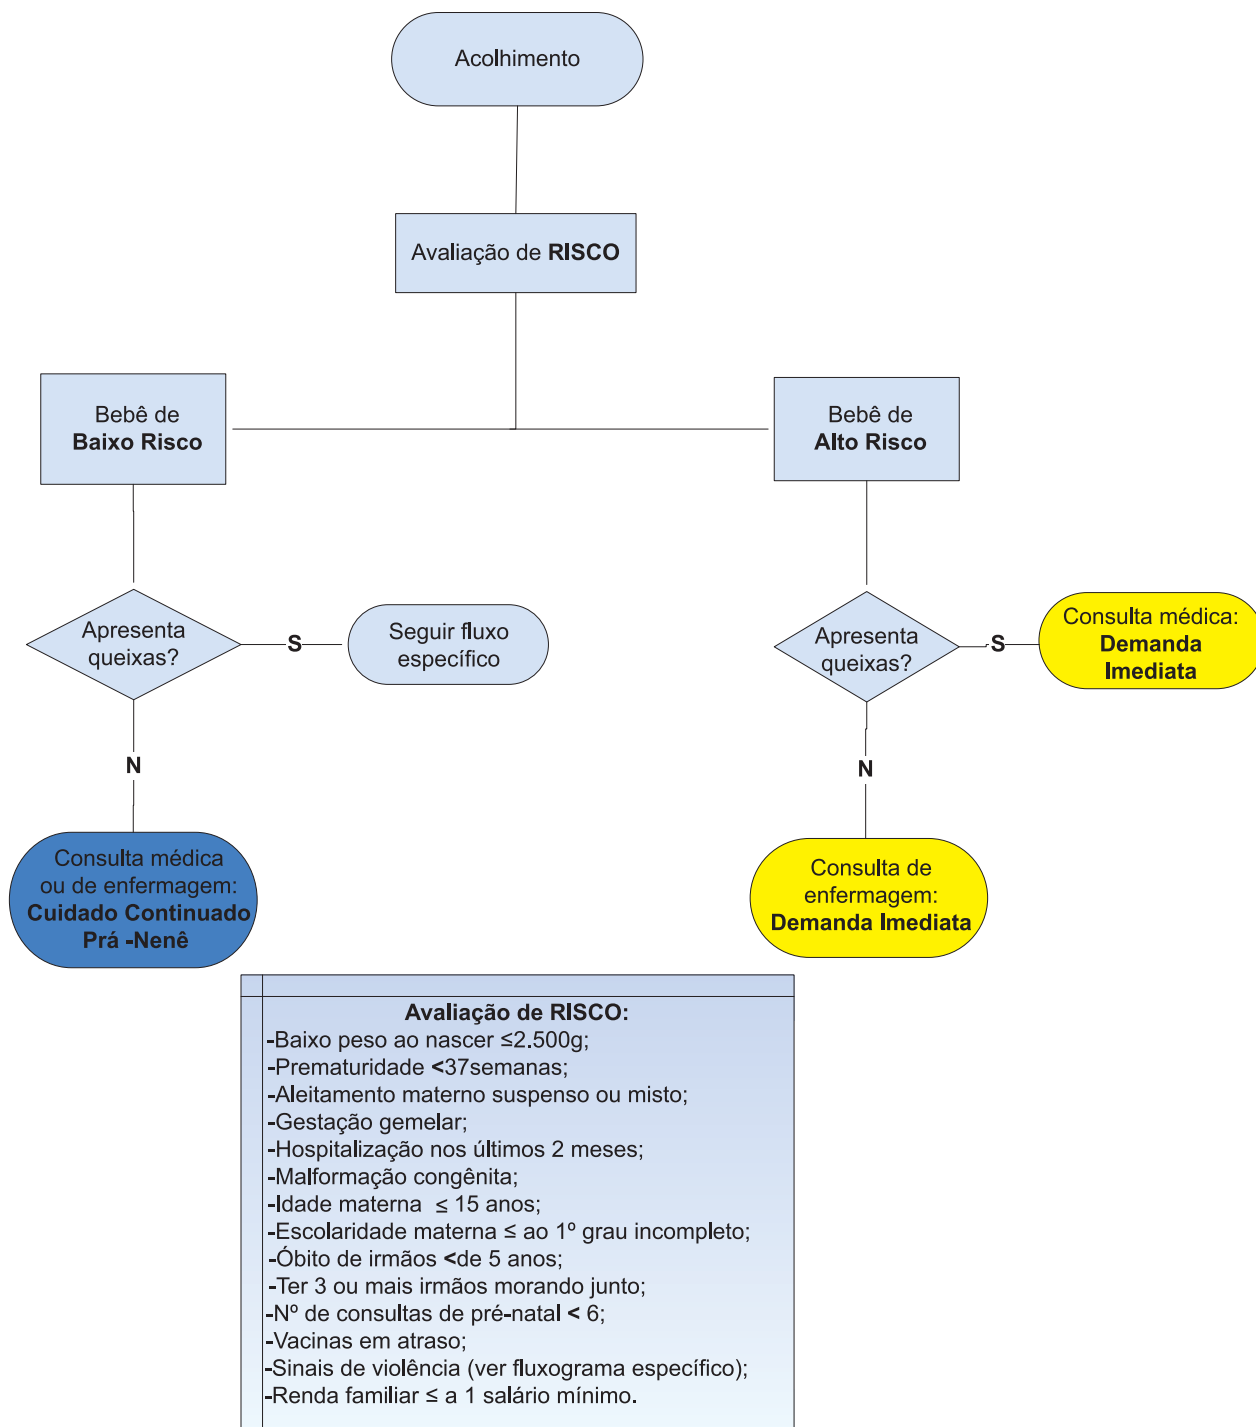 Acolhimento
Avaliação de RISCO
Bebê de
Baixo Risco
Bebê de
Alto Risco
Apresenta
queixas?
S
Seguir fluxo
específico
Apresenta
queixas?
S
Consulta médica:
Demanda
Imediata
N
N
Consulta médica
ou de enfermagem:
Cuidado Continuado
Prá -Nenê
Consulta de
enfermagem:
Demanda Imediata
Avaliação de RISCO:
-Baixo peso ao nascer ≤2.500g;
-Prematuridade <37semanas;
-Aleitamento materno suspenso ou misto;
-Gestação gemelar;
-Hospitalização nos últimos 2 meses;
-Malformação congênita;
-Idade materna ≤ 15 anos;
-Escolaridade materna ≤ ao 1º grau incompleto;
-Óbito de irmãos <de 5 anos;
-Ter 3 ou mais irmãos morando junto;
-Nº de consultas de pré-natal < 6;
-Vacinas em atraso;
-Sinais de violência (ver fluxograma específico);
-Renda familiar ≤ a 1 salário mínimo.